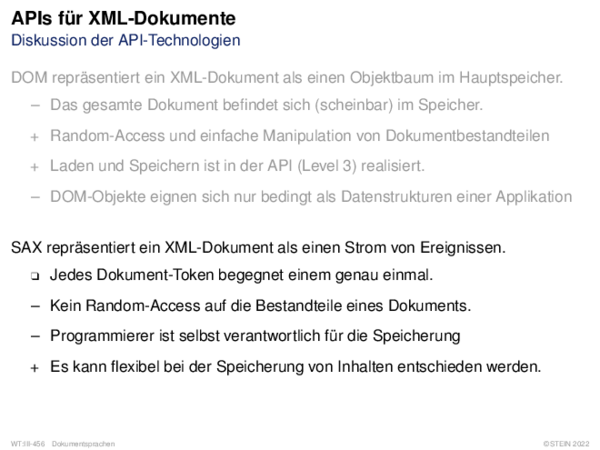 APIs für XML-Dokumente
Diskussion der API-Technologien
DOM repräsentiert ein XML-Dokument als einen Objektbaum im Hauptspeicher.
– Das gesamte Dokument befindet sich (scheinbar) im Speicher.
+ Random-Access und einfache Manipulation von Dokumentbestandteilen
+ Laden und Speichern ist in der API (Level 3) realisiert.
– DOM-Objekte eignen sich nur bedingt als Datenstrukturen einer Applikation
SAX repräsentiert ein XML-Dokument als einen Strom von Ereignissen.
❑ Jedes Dokument-Token begegnet einem genau einmal.
– Kein Random-Access auf die Bestandteile eines Dokuments.
– Programmierer ist selbst verantwortlich für die Speicherung
+ Es kann flexibel bei der Speicherung von Inhalten entschieden werden.
WT:III-456 Dokumentsprachen ©STEIN 2022